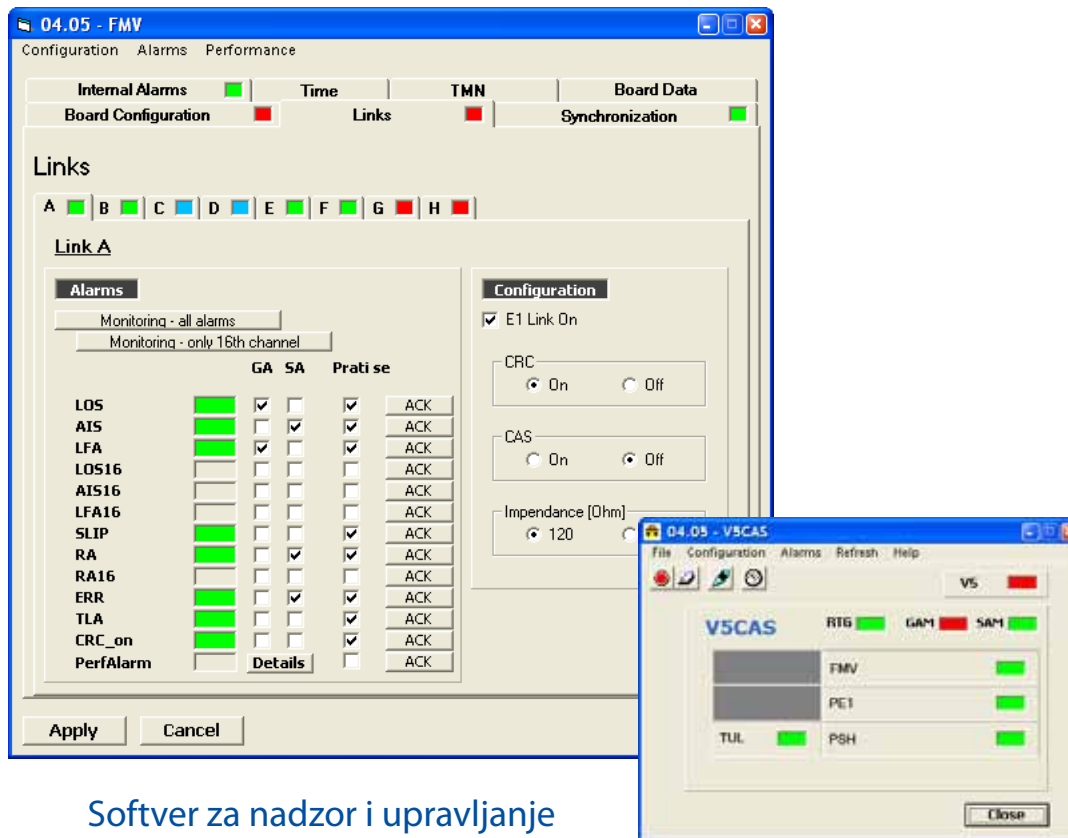 04.05 - FMV
Configuration Alarms Performance
Internal Alarms Time TMN Board Data
Board Configuration Links Synchronization
Links
A B C D E F G H
Link A
Alarms
Monitoring - all alarms
Monitoring - only 16th channel
GA SA Prati se
LOS ACK
AIS ACK
LFA ACK
LOS16 ACK
AIS16 ACK
LFA16 ACK
SLIP ACK
RA ACK
RA16 ACK
ERR ACK
TLA ACK
CRC_on ACK
PerfAlarm Details ACK
Configuration
E1 Link On
CRC
On Off
CAS
On Off
Impendance [Ohm]
120
Apply Cancel
04.05 - V5CAS
File Configuration Alarms Refresh Help
V5
V5CAS RTG GAM SAM
FMV
PE1
TUL PSH
Close
Softver za nadzor i upravljanje